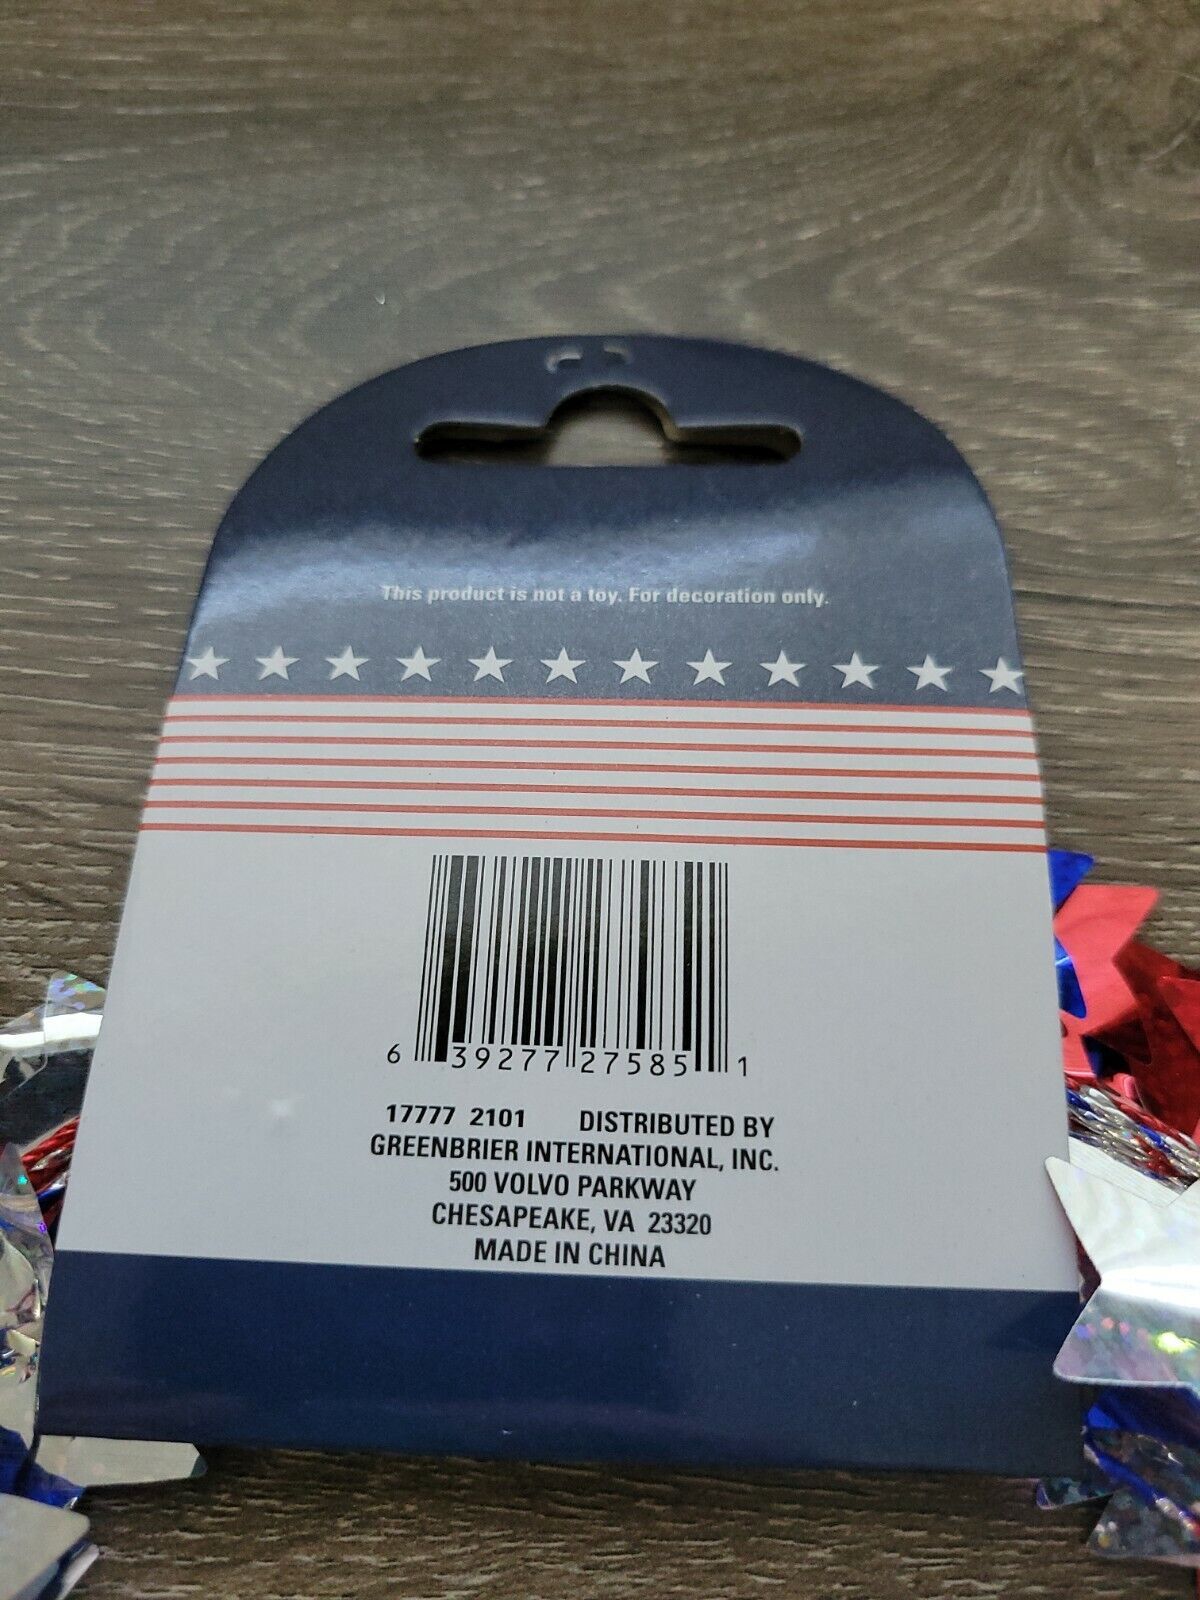 This product is not a toy. For decoration only.
6 39277 27585 1
17777 2101 DISTRIBUTED BY
GREENBRIER INTERNATIONAL, INC.
500 VOLVO PARKWAY
CHESAPEAKE, VA 23320
MADE IN CHINA